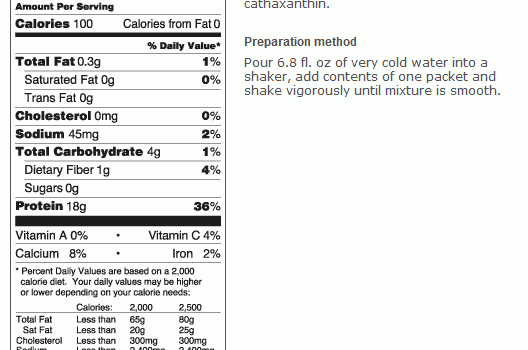 Amount Per Serving
Calories 100 Calories from Fat 0
% Daily Value*
Total Fat 0.3g 1%
Saturated Fat 0g 0%
Trans Fat 0g
Cholesterol 0mg 0%
Sodium 45mg 2%
Total Carbohydrate 4g 1%
Dietary Fiber 1g 4%
Sugars 0g
Protein 18g 36%
Vitamin A 0% • Vitamin C 4%
Calcium 8% • Iron 2%
* Percent Daily Values are based on a 2,000
calorie diet. Your daily values may be higher
or lower depending on your calorie needs:
Calories: 2,000 2,500
Total Fat Less than 65g 80g
Sat Fat Less than 20g 25g
Cholesterol Less than 300mg 300mg
Sodium Less than 2,400mg 2,400mg
cathaxanthin.
Preparation method
Pour 6.8 fl. oz of very cold water into a
shaker, add contents of one packet and
shake vigorously until mixture is smooth.